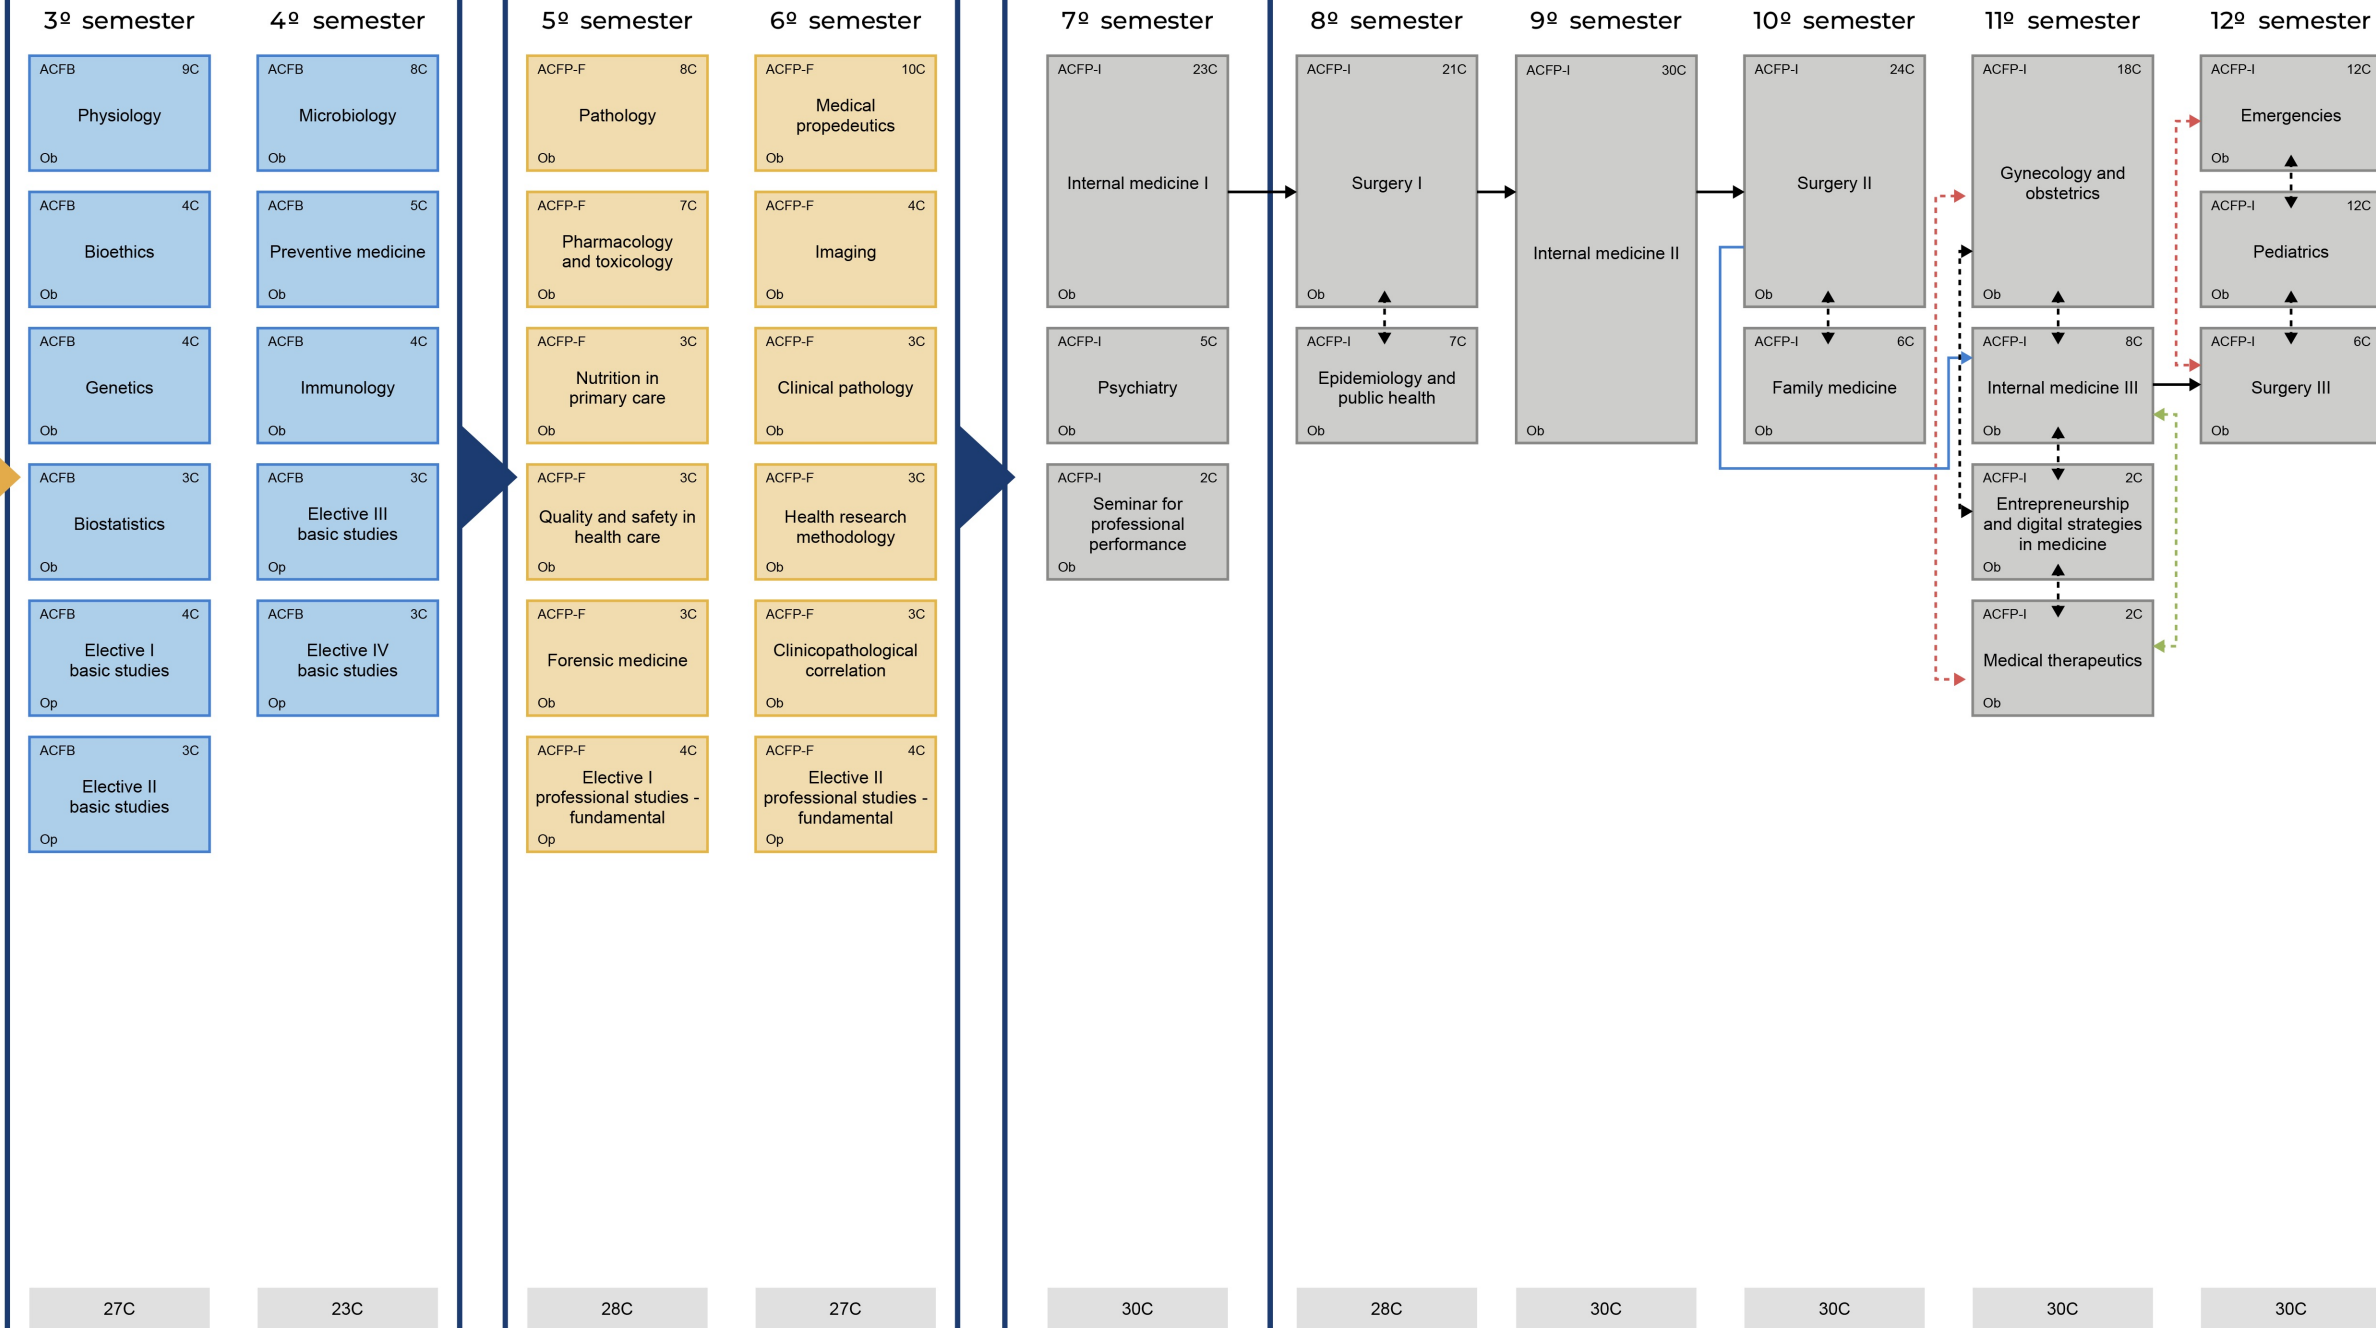 3º semester
ACFB 9C
Physiology
Ob
ACFB 4C
Bioethics
Ob
ACFB 4C
Genetics
Ob
ACFB 3C
Biostatistics
Ob
ACFB 4C
Elective I
basic studies
Op
ACFB 3C
Elective II
basic studies
Op
27C
4º semester
ACFB 8C
Microbiology
Ob
ACFB 5C
Preventive medicine
Ob
ACFB 4C
Immunology
Ob
ACFB 3C
Elective III
basic studies
Op
ACFB 3C
Elective IV
basic studies
Op
23C
5º semester
ACFP-F 8C
Pathology
Ob
ACFP-F 7C
Pharmacology
and toxicology
Ob
ACFP-F 3C
Nutrition in
primary care
Ob
ACFP-F 3C
Quality and safety in
health care
Ob
ACFP-F 3C
Forensic medicine
Ob
ACFP-F 4C
Elective I
professional studies -
fundamental
Op
28C
6º semester
ACFP-F 10C
Medical
propedeutics
Ob
ACFP-F 4C
Imaging
Ob
ACFP-F 3C
Clinical pathology
Ob
ACFP-F 3C
Health research
methodology
Ob
ACFP-F 3C
Clinicopathological
correlation
Ob
ACFP-F 4C
Elective II
professional studies -
fundamental
Op
27C
7º semester
ACFP-I 23C
Internal medicine I
Ob
ACFP-I 5C
Psychiatry
Ob
ACFP-I 2C
Seminar for
professional
performance
Ob
30C
8º semester
ACFP-I 21C
Surgery I
Ob
ACFP-I 7C
Epidemiology and
public health
Ob
28C
9º semester
ACFP-I 30C
Internal medicine II
Ob
30C
10º semester
ACFP-I 24C
Surgery II
Ob
ACFP-I 6C
Family medicine
Ob
30C
11º semester
ACFP-I 18C
Gynecology and
obstetrics
Ob
ACFP-I 8C
Internal medicine III
Ob
ACFP-I 2C
Entrepreneurship
and digital strategies
in medicine
Ob
ACFP-I 2C
Medical therapeutics
Ob
30C
12º semester
ACFP-I 12C
Emergencies
Ob
ACFP-I 12C
Pediatrics
Ob
ACFP-I 6C
Surgery III
Ob
30C